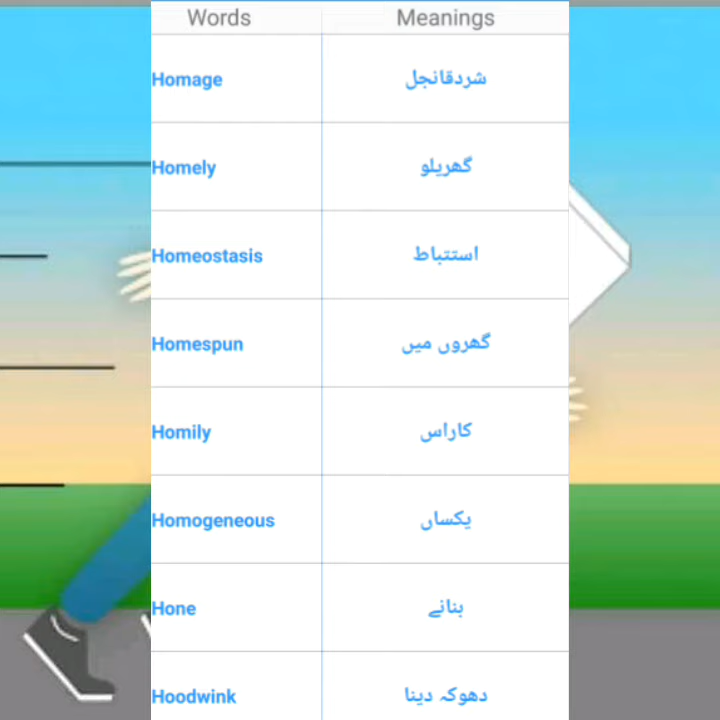 Words Meanings
Homage شردقانجل
Homely گھریلو
Homeostasis استتباط
Homespun گھروں میں
Homily کاراس
Homogeneous یکساں
Hone بنانے
Hoodwink دھوکہ دینا